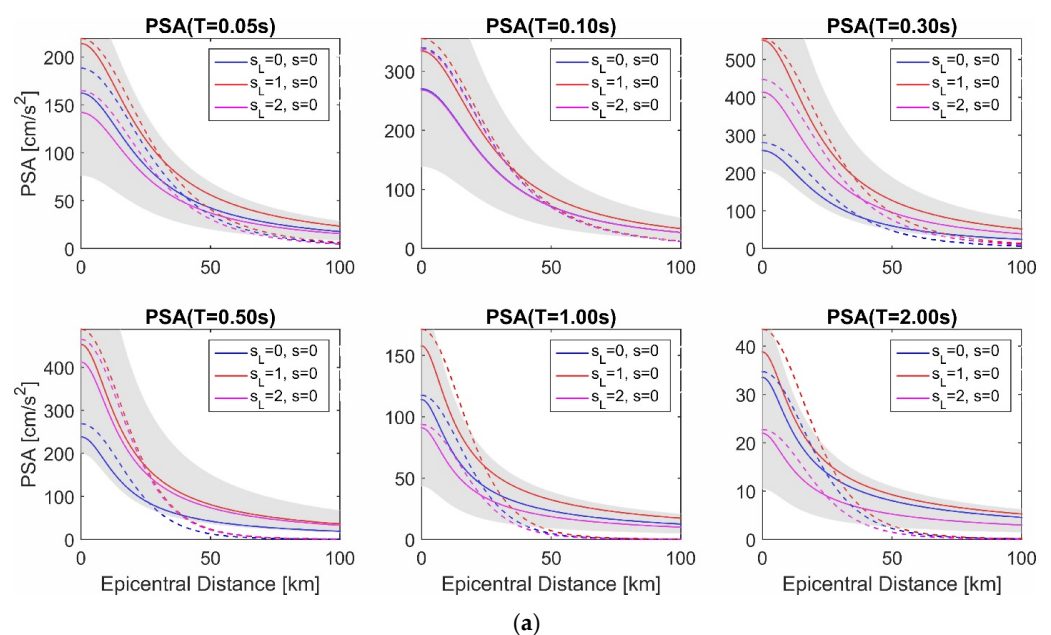 PSA(T=0.05s)
PSA(T=0.10s)
PSA(T=0.30s)
PSA [cm/s²]
200
150
100
50
0
s_L=0, s=0
s_L=1, s=0
s_L=2, s=0
0 50 100
300
200
100
0
s_L=0, s=0
s_L=1, s=0
s_L=2, s=0
0 50 100
500
400
300
200
100
0
s_L=0, s=0
s_L=1, s=0
s_L=2, s=0
0 50 100
PSA(T=0.50s)
PSA(T=1.00s)
PSA(T=2.00s)
PSA [cm/s²]
400
300
200
100
0
s_L=0, s=0
s_L=1, s=0
s_L=2, s=0
0 50 100
Epicentral Distance [km]
150
100
50
0
s_L=0, s=0
s_L=1, s=0
s_L=2, s=0
0 50 100
Epicentral Distance [km]
40
30
20
10
0
s_L=0, s=0
s_L=1, s=0
s_L=2, s=0
0 50 100
Epicentral Distance [km]
(a)